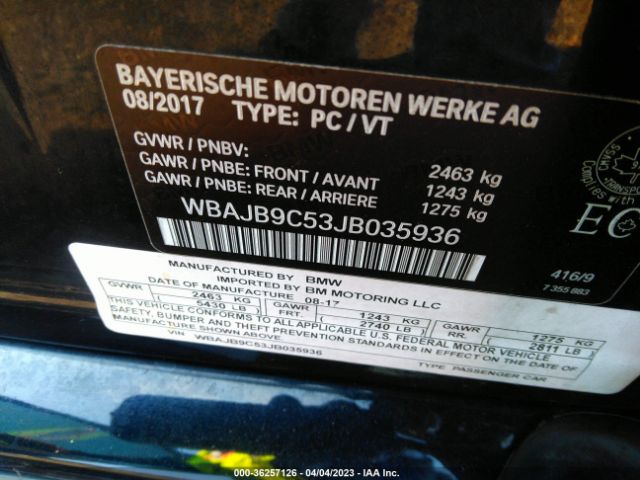 BAYERISCHE MOTOREN WERKE AG
08/2017 TYPE: PC / VT
GVWR / PNBV: 2463 kg
GAWR / PNBE: FRONT / AVANT 1243 kg
GAWR / PNBE: REAR / ARRIERE 1275 kg
WBAJB9C53JB035936
EC
416/9
7 355 883
MANUFACTURED BY BMW
IMPORTED BY BM MOTORING LLC
DATE OF MANUFACTURE 08-17
GVWR 2463 KG 5430 LB GAWR FRT. 1243 KG 2740 LB GAWR RR. 1275 KG 2811 LB
THIS VEHICLE CONFORMS TO ALL APPLICABLE U.S. FEDERAL MOTOR VEHICLE
SAFETY, BUMPER AND THEFT PREVENTION STANDARDS IN EFFECT ON THE DATE OF
MANUFACTURE SHOWN ABOVE.
VIN WBAJB9C53JB035936
TYPE PASSENGER CAR
000-36257126 - 04/04/2023 - IAA Inc.